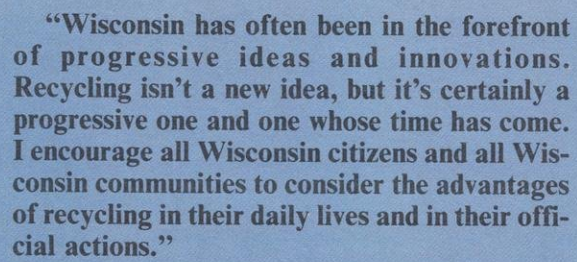 “Wisconsin has often been in the forefront
of progressive ideas and innovations.
Recycling isn’t a new idea, but it’s certainly a
progressive one and one whose time has come.
I encourage all Wisconsin citizens and all Wis-
consin communities to consider the advantages
of recycling in their daily lives and in their offi-
cial actions.”